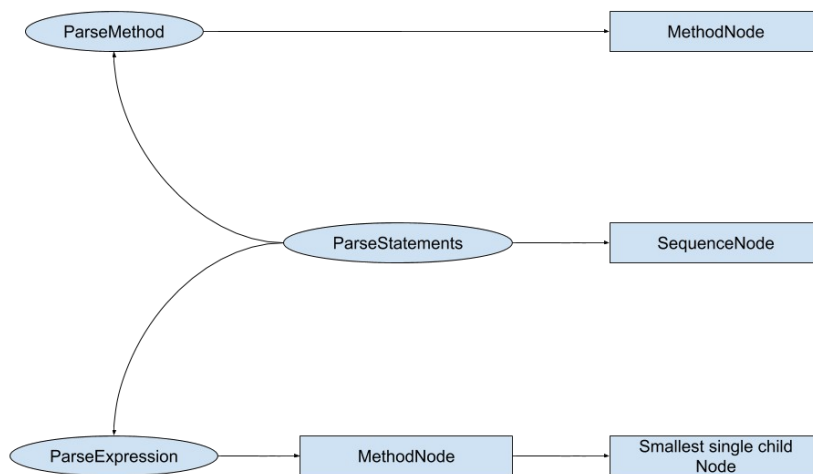 ParseMethod
MethodNode
ParseStatements
SequenceNode
ParseExpression
MethodNode
Smallest single child
Node